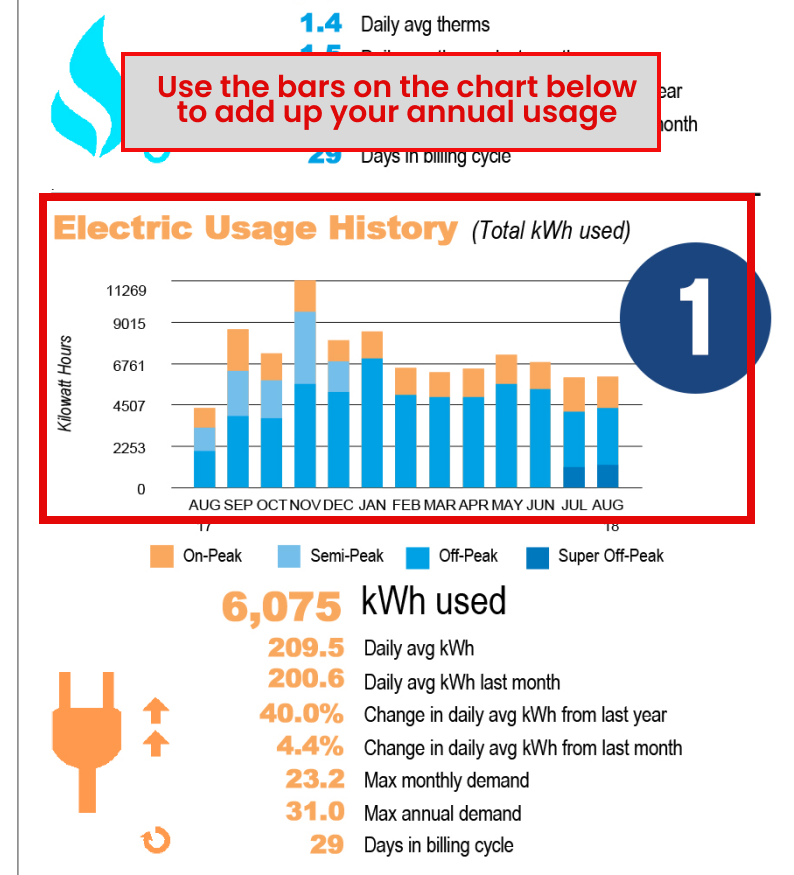 1.4 Daily avg therms
Use the bars on the chart below
to add up your annual usage
ear
onth
29 Days in billing cycle
Electric Usage History (Total kWh used)
1
Kilowatt Hours
11269
9015
6761
4507
2253
0
AUG SEP OCT NOV DEC JAN FEB MAR APR MAY JUN JUL AUG
17 18
On-Peak Semi-Peak Off-Peak Super Off-Peak
6,075 kWh used
209.5 Daily avg kWh
200.6 Daily avg kWh last month
40.0% Change in daily avg kWh from last year
4.4% Change in daily avg kWh from last month
23.2 Max monthly demand
31.0 Max annual demand
29 Days in billing cycle